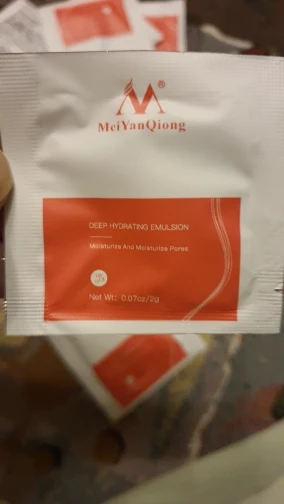 ®
MeiYanQiong
DEEP HYDRATING EMULSION
Moisturize And Moisturize Pores
Net Wt: 0.07oz/2g